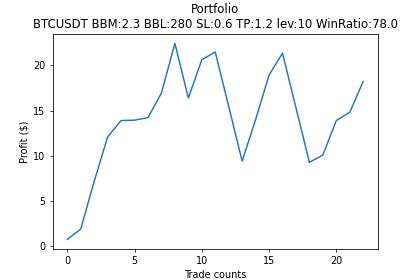 Portfolio
BTCUSDT BBM:2.3 BBL:280 SL:0.6 TP:1.2 lev:10 WinRatio:78.0
20
15
10
5
0
Profit ($)
0 5 10 15 20
Trade counts